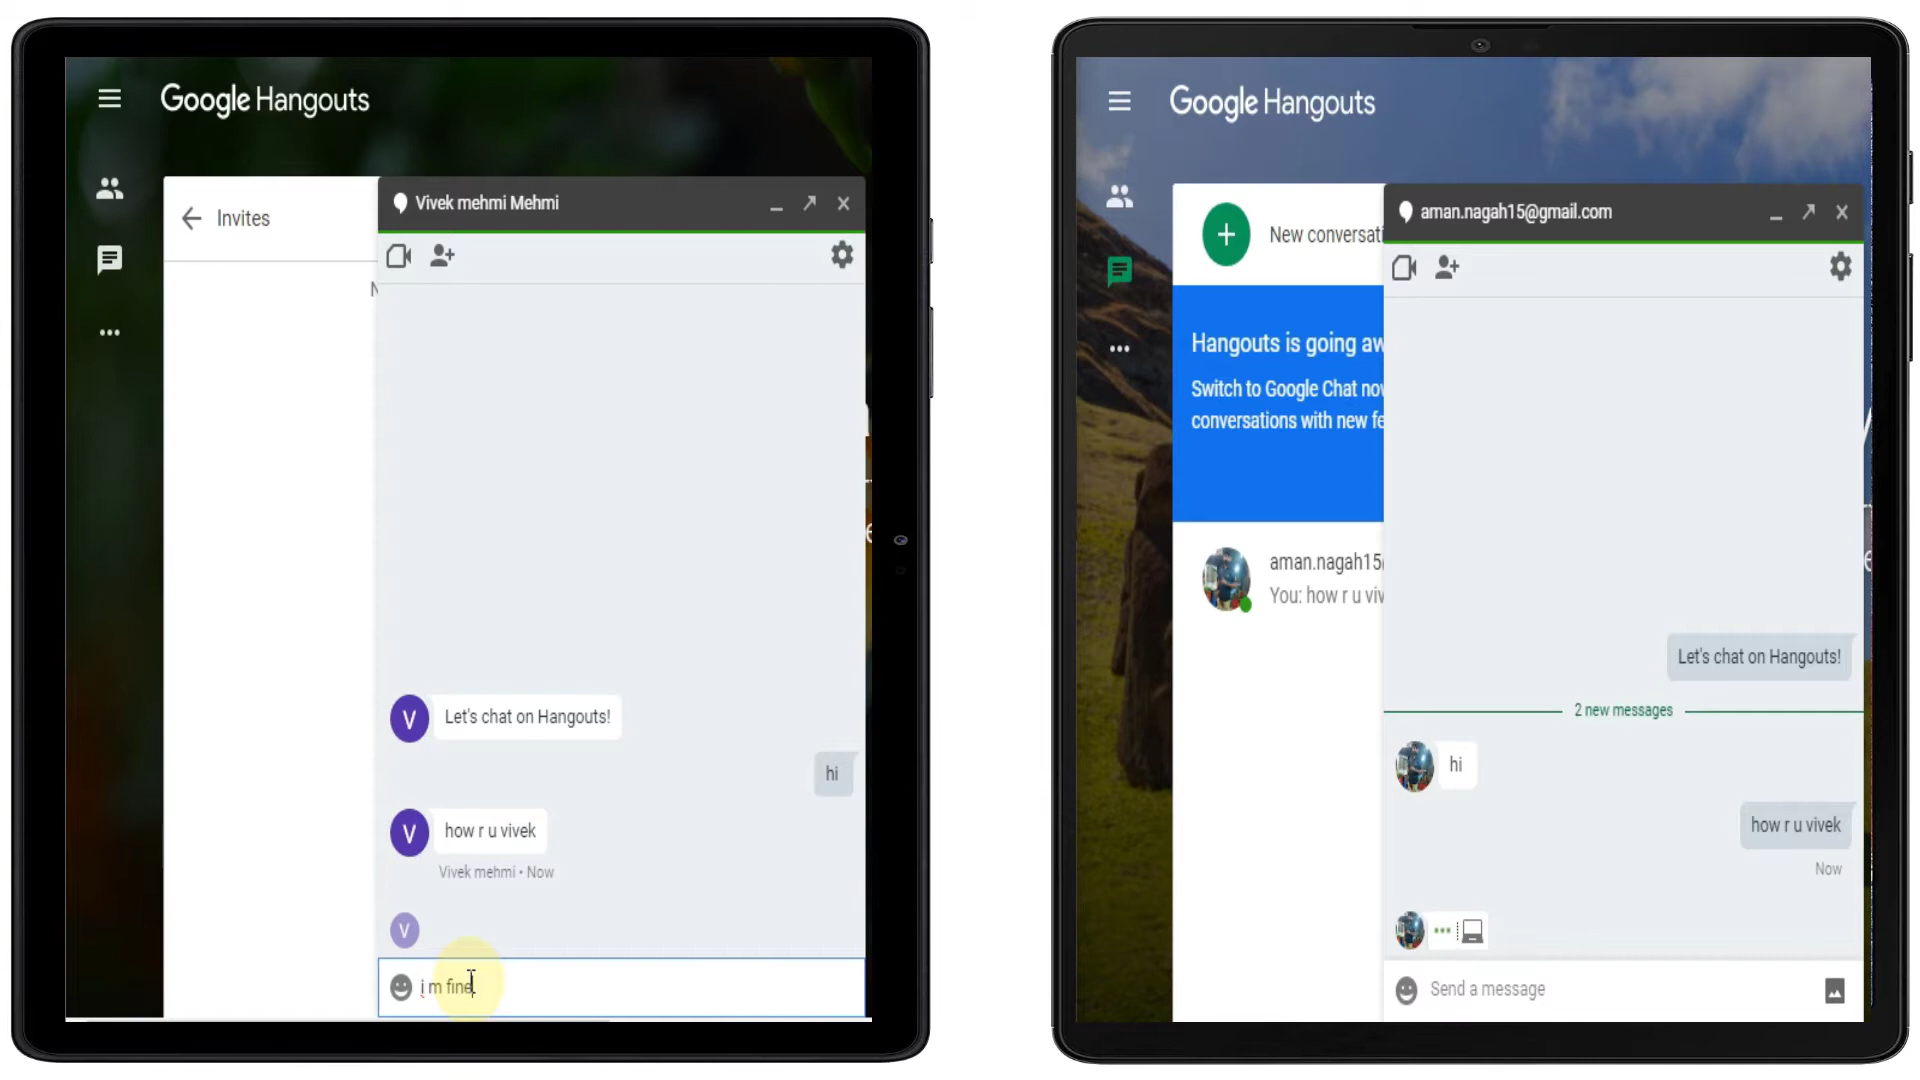 Google Hangouts
Invites
Vivek mehmi Mehmi
Let's chat on Hangouts!
hi
V
how r u vivek
V
Vivek mehmi • Now
V
i m fine
Google Hangouts
New conversati
aman.nagah15@gmail.com
Hangouts is going aw
Switch to Google Chat now
conversations with new fe
aman.nagah15
You: how r u viv
Let's chat on Hangouts!
2 new messages
hi
how r u vivek
Now
Send a message